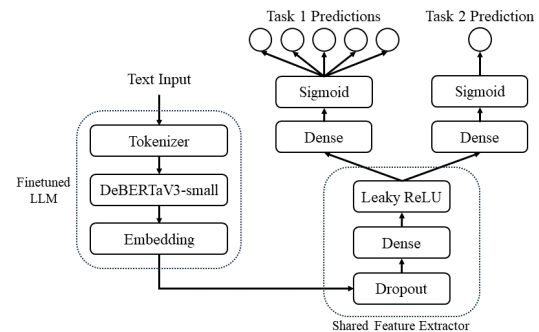 Task 1 Predictions
Task 2 Prediction
Text Input
Sigmoid
Sigmoid
Tokenizer
Dense
Dense
Finetuned
LLM
DeBERTaV3-small
Leaky ReLU
Embedding
Dense
Dropout
Shared Feature Extractor